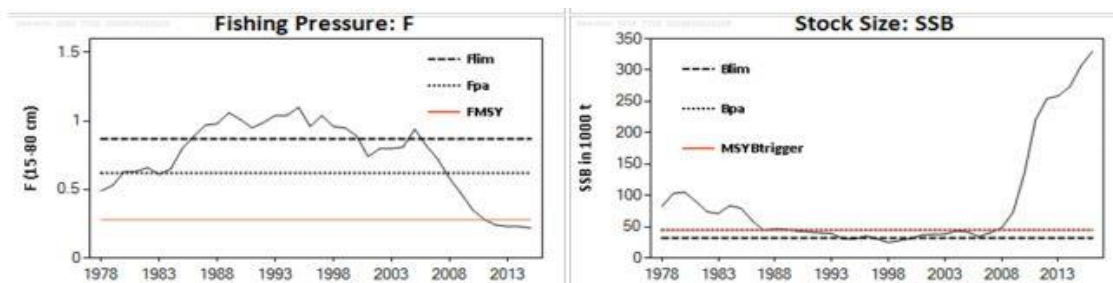 Fishing Pressure: F
1.5
1
0.5
0
F (15-80 cm)
Flim
Fpa
FMSY
1978 1983 1988 1993 1998 2003 2008 2013
Stock Size: SSB
350
300
250
200
150
100
50
0
SSB in 1000 t
Blim
Bpa
MSYBtrigger
1978 1983 1988 1993 1998 2003 2008 2013